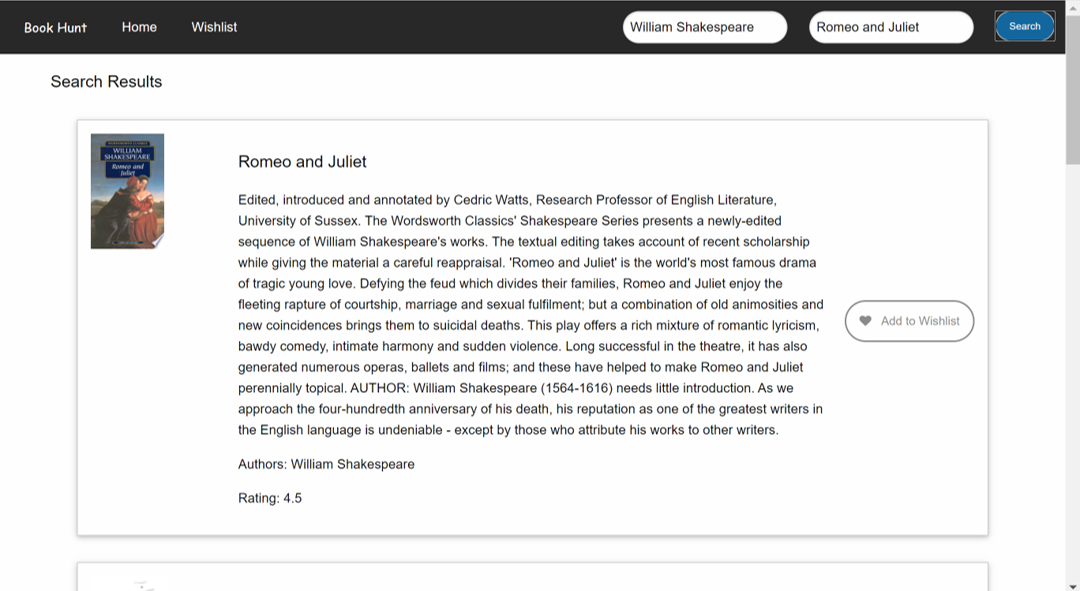 Book Hunt Home Wishlist William Shakespeare Romeo and Juliet Search
Search Results
WILLIAM
SHAKESPEARE
Romeo and
Juliet
Romeo and Juliet
Edited, introduced and annotated by Cedric Watts, Research Professor of English Literature,
University of Sussex. The Wordsworth Classics' Shakespeare Series presents a newly-edited
sequence of William Shakespeare's works. The textual editing takes account of recent scholarship
while giving the material a careful reappraisal. 'Romeo and Juliet' is the world's most famous drama
of tragic young love. Defying the feud which divides their families, Romeo and Juliet enjoy the
fleeting rapture of courtship, marriage and sexual fulfilment; but a combination of old animosities and
new coincidences brings them to suicidal deaths. This play offers a rich mixture of romantic lyricism,
bawdy comedy, intimate harmony and sudden violence. Long successful in the theatre, it has also
generated numerous operas, ballets and films; and these have helped to make Romeo and Juliet
perennially topical. AUTHOR: William Shakespeare (1564-1616) needs little introduction. As we
approach the four-hundredth anniversary of his death, his reputation as one of the greatest writers in
the English language is undeniable - except by those who attribute his works to other writers.
Authors: William Shakespeare
Rating: 4.5
Add to Wishlist